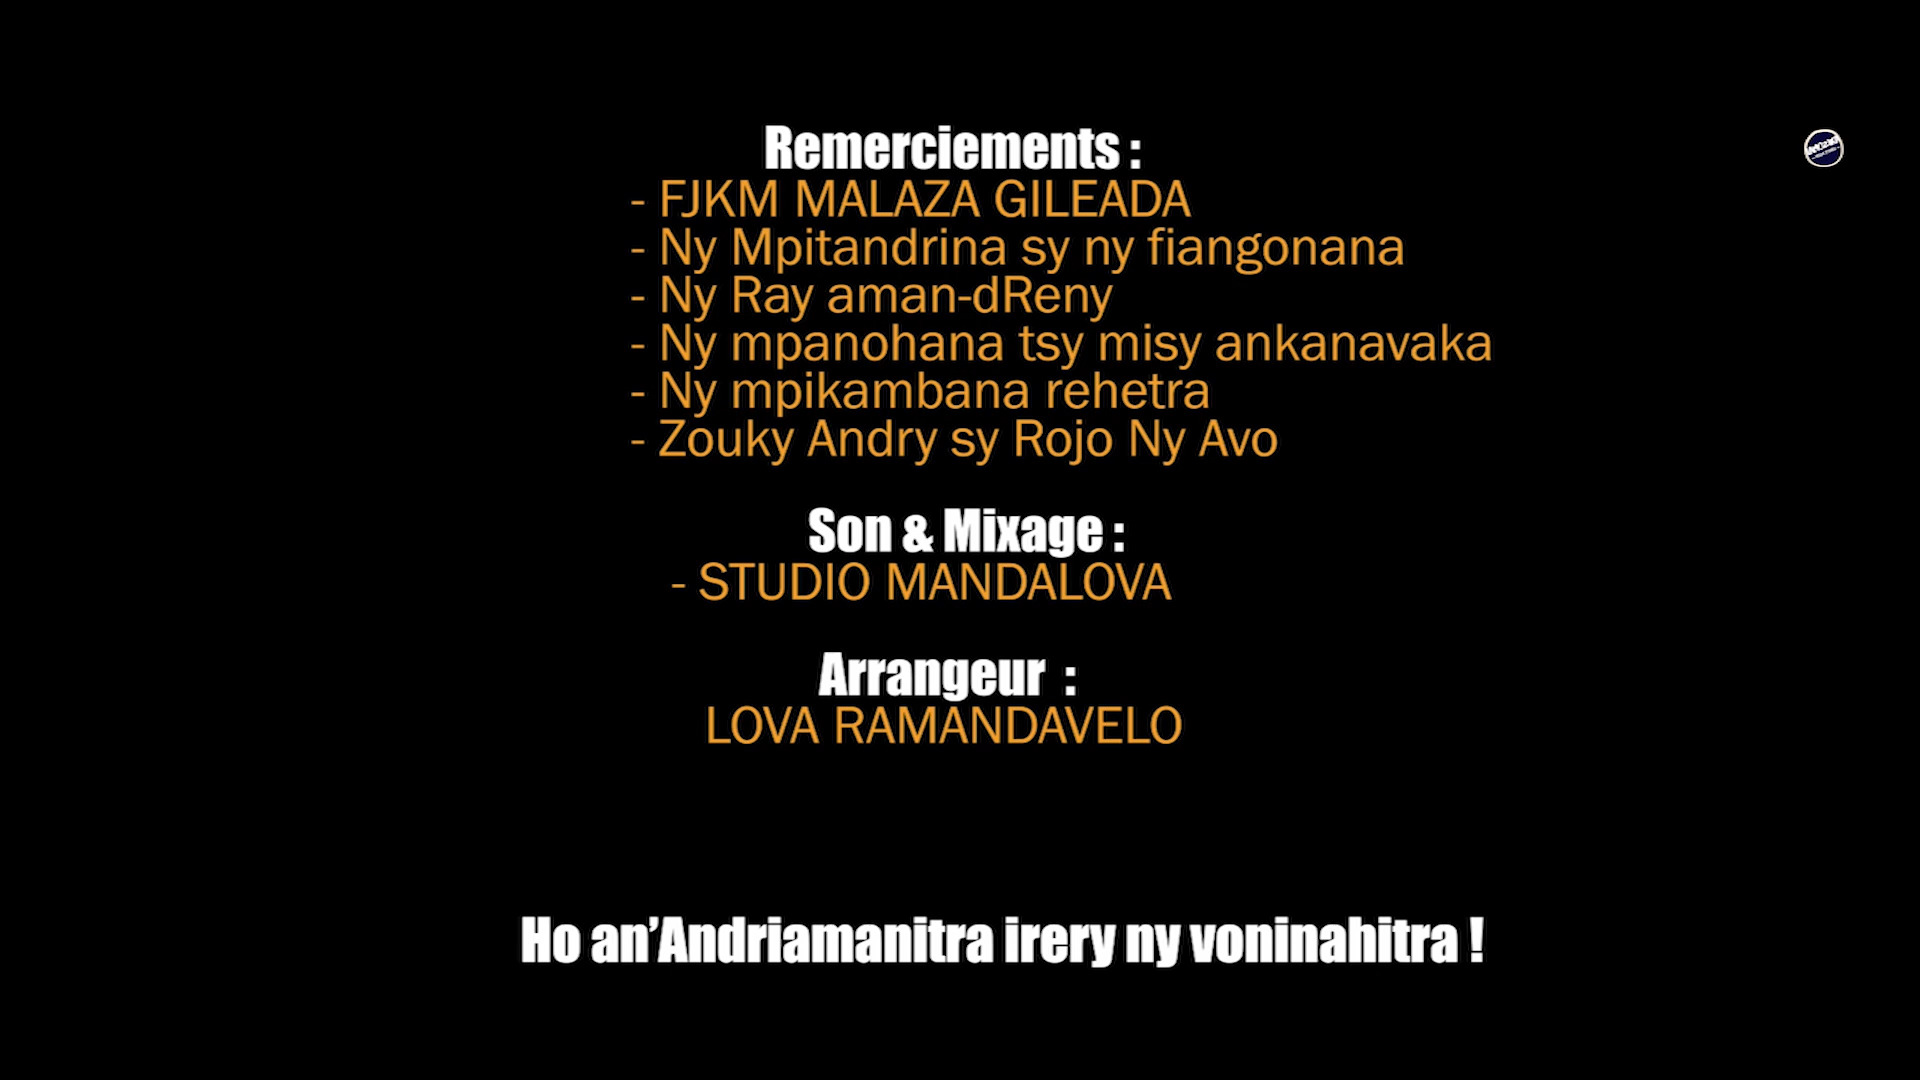 Remerciements :
- FJKM MALAZA GILEADA
- Ny Mpitandrina sy ny fiangonana
- Ny Ray aman-dReny
- Ny mpanohana tsy misy ankanavaka
- Ny mpikambana rehetra
- Zouky Andry sy Rojo Ny Avo
Son & Mixage :
- STUDIO MANDALOVA
Arrangeur :
LOVA RAMANDAVELO
Ho an’Andriamanitra irery ny voninahitra !